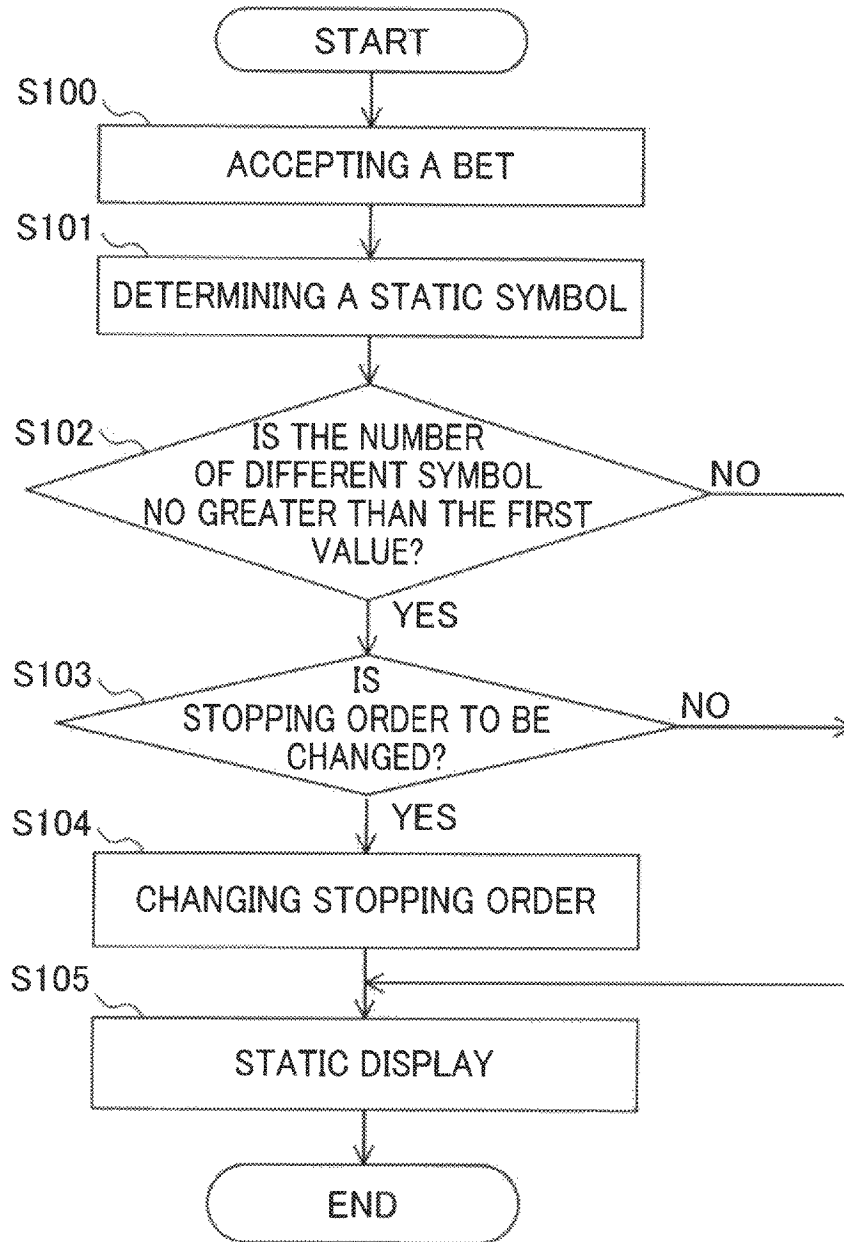 START
S100
ACCEPTING A BET
S101
DETERMINING A STATIC SYMBOL
S102
IS THE NUMBER
OF DIFFERENT SYMBOL
NO GREATER THAN THE FIRST
VALUE?
NO
YES
S103
IS
STOPPING ORDER TO BE
CHANGED?
NO
YES
S104
CHANGING STOPPING ORDER
S105
STATIC DISPLAY
END